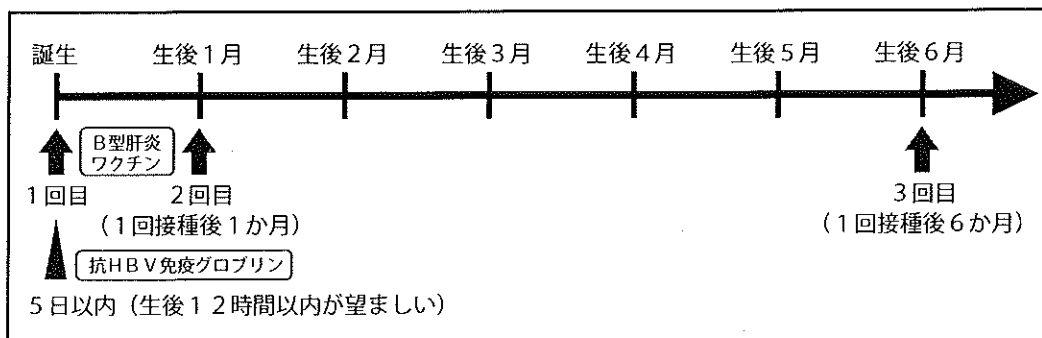 誕生 生後1月 生後2月 生後3月 生後4月 生後5月 生後6月
B型肝炎
ワクチン
1回目 2回目 3回目
(1回接種後1か月) (1回接種後6か月)
抗HBV免疫グロブリン
5日以内(生後12時間以内が望ましい)